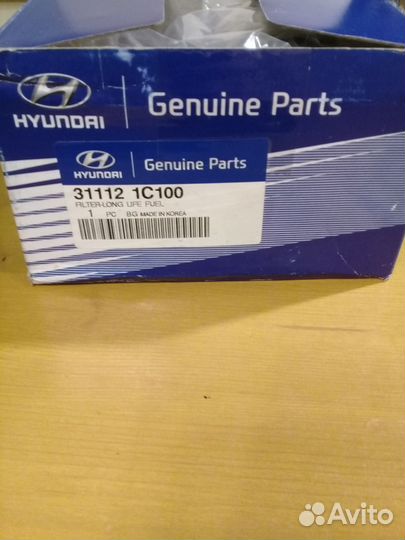 HYUNDAI
Genuine Parts
HYUNDAI
Genuine Parts
31112 1C100
FILTER-LONG LIFE FUEL
1 PC BG MADE IN KOREA
Avito